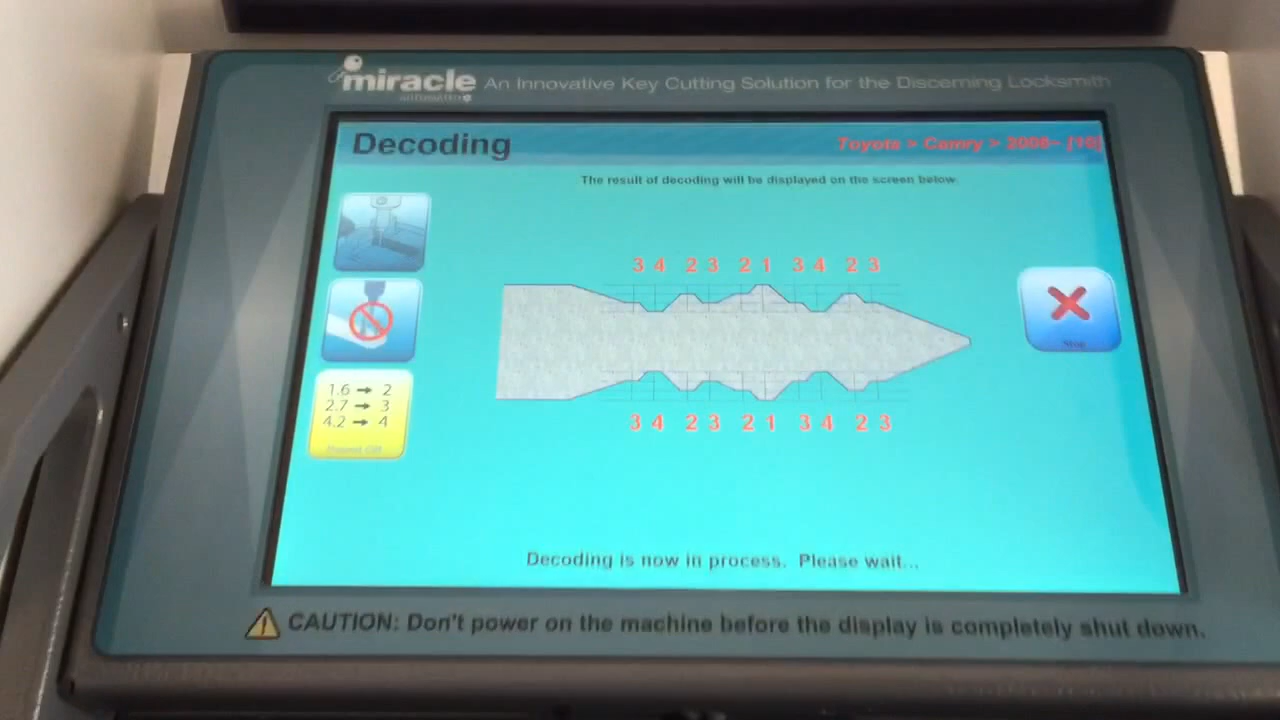 miracle An Innovative Key Cutting Solution for the Discerning Locksmith
Decoding
Toyota > Camry > 2006~ [10]
The result of decoding will be displayed on the screen below.
3 4 2 3 2 1 3 4 2 3
Stop
1.6 → 2
2.7 → 3
4.2 → 4
3 4 2 3 2 1 3 4 2 3
Decoding is now in process. Please wait...
CAUTION: Don't power on the machine before the display is completely shut down.